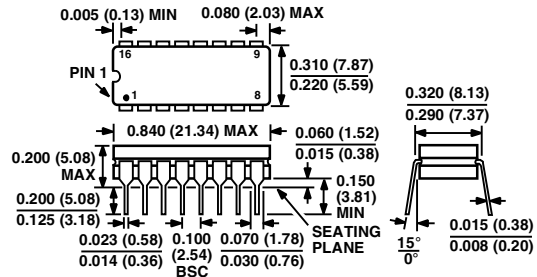 0.005 (0.13) MIN
0.080 (2.03) MAX
16
9
PIN 1
1
8
0.310 (7.87)
0.220 (5.59)
0.320 (8.13)
0.290 (7.37)
0.840 (21.34) MAX
0.060 (1.52)
0.015 (0.38)
0.200 (5.08)
MAX
0.150
(3.81)
MIN
0.200 (5.08)
0.125 (3.18)
SEATING
PLANE
0.023 (0.58)
0.014 (0.36)
0.100
(2.54)
BSC
0.070 (1.78)
0.030 (0.76)
15°
0°
0.015 (0.38)
0.008 (0.20)